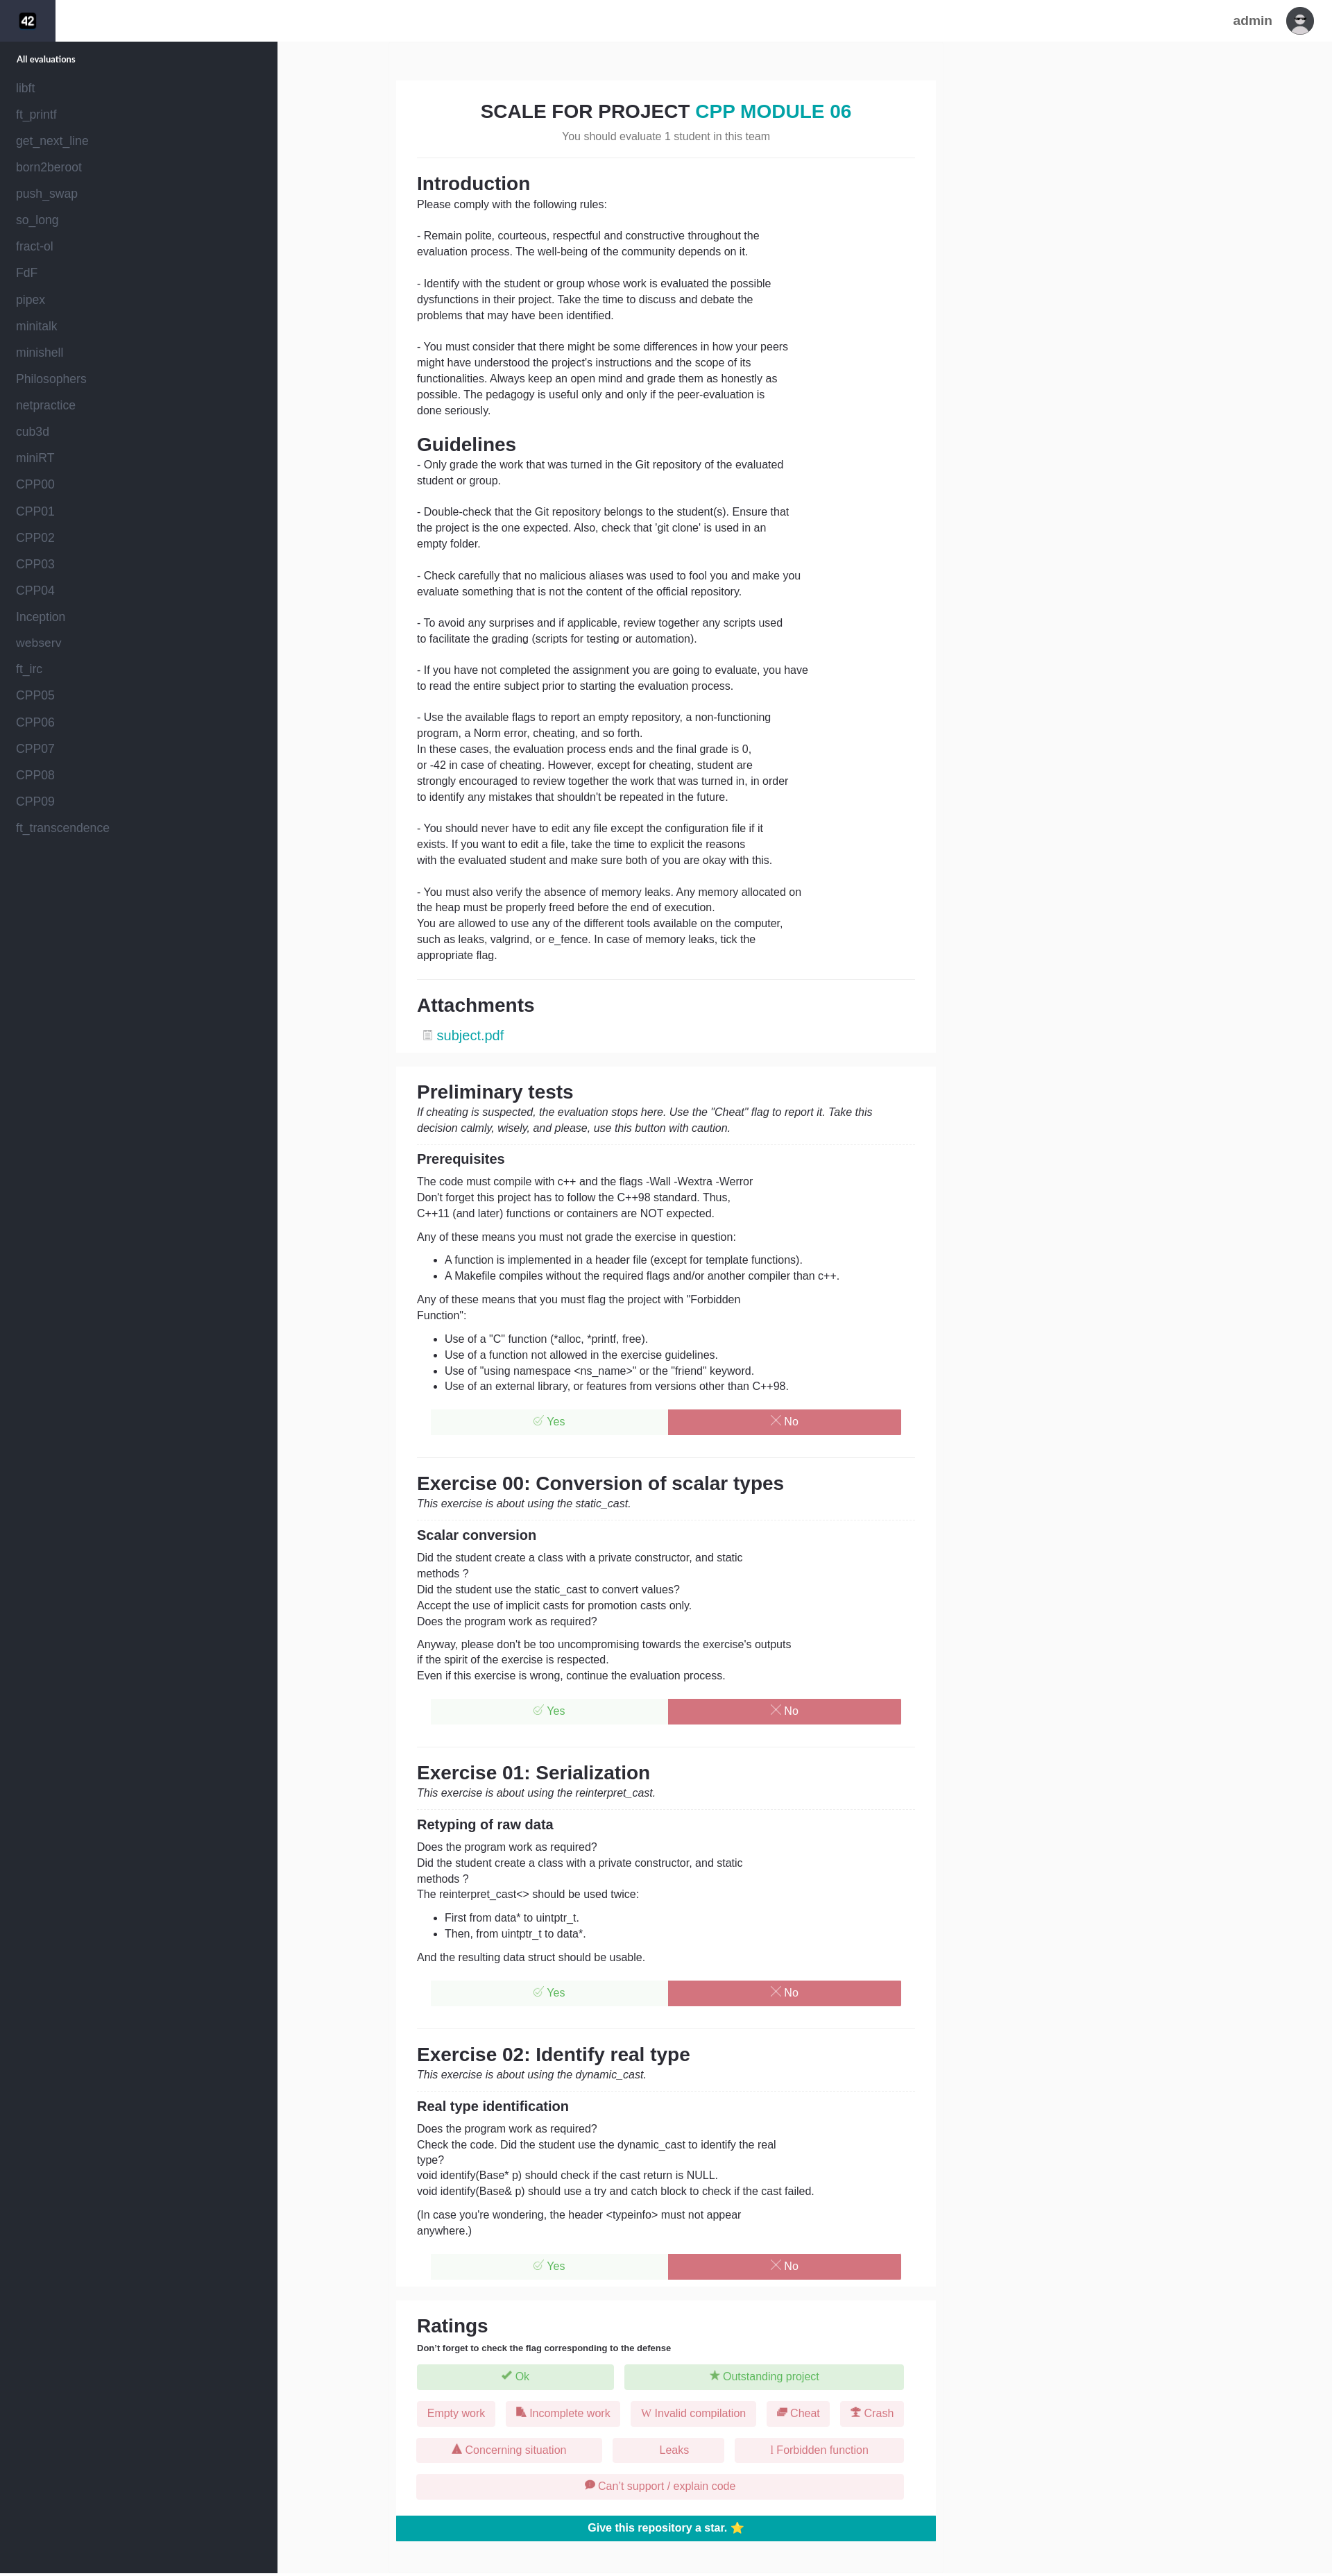 42
admin
All evaluations
libft
ft_printf
get_next_line
born2beroot
push_swap
so_long
fract-ol
FdF
pipex
minitalk
minishell
Philosophers
netpractice
cub3d
miniRT
CPP00
CPP01
CPP02
CPP03
CPP04
Inception
webserv
ft_irc
CPP05
CPP06
CPP07
CPP08
CPP09
ft_transcendence
SCALE FOR PROJECT CPP MODULE 06
You should evaluate 1 student in this team
Introduction
Please comply with the following rules:
- Remain polite, courteous, respectful and constructive throughout the
evaluation process. The well-being of the community depends on it.
- Identify with the student or group whose work is evaluated the possible
dysfunctions in their project. Take the time to discuss and debate the
problems that may have been identified.
- You must consider that there might be some differences in how your peers
might have understood the project's instructions and the scope of its
functionalities. Always keep an open mind and grade them as honestly as
possible. The pedagogy is useful only and only if the peer-evaluation is
done seriously.
Guidelines
- Only grade the work that was turned in the Git repository of the evaluated
student or group.
- Double-check that the Git repository belongs to the student(s). Ensure that
the project is the one expected. Also, check that 'git clone' is used in an
empty folder.
- Check carefully that no malicious aliases was used to fool you and make you
evaluate something that is not the content of the official repository.
- To avoid any surprises and if applicable, review together any scripts used
to facilitate the grading (scripts for testing or automation).
- If you have not completed the assignment you are going to evaluate, you have
to read the entire subject prior to starting the evaluation process.
- Use the available flags to report an empty repository, a non-functioning
program, a Norm error, cheating, and so forth.
In these cases, the evaluation process ends and the final grade is 0,
or -42 in case of cheating. However, except for cheating, student are
strongly encouraged to review together the work that was turned in, in order
to identify any mistakes that shouldn't be repeated in the future.
- You should never have to edit any file except the configuration file if it
exists. If you want to edit a file, take the time to explicit the reasons
with the evaluated student and make sure both of you are okay with this.
- You must also verify the absence of memory leaks. Any memory allocated on
the heap must be properly freed before the end of execution.
You are allowed to use any of the different tools available on the computer,
such as leaks, valgrind, or e_fence. In case of memory leaks, tick the
appropriate flag.
Attachments
subject.pdf
Preliminary tests
If cheating is suspected, the evaluation stops here. Use the "Cheat" flag to report it. Take this
decision calmly, wisely, and please, use this button with caution.
Prerequisites
The code must compile with c++ and the flags -Wall -Wextra -Werror
Don't forget this project has to follow the C++98 standard. Thus,
C++11 (and later) functions or containers are NOT expected.
Any of these means you must not grade the exercise in question:
• A function is implemented in a header file (except for template functions).
• A Makefile compiles without the required flags and/or another compiler than c++.
Any of these means that you must flag the project with "Forbidden
Function":
• Use of a "C" function (*alloc, *printf, free).
• Use of a function not allowed in the exercise guidelines.
• Use of "using namespace <ns_name>" or the "friend" keyword.
• Use of an external library, or features from versions other than C++98.
Yes No
Exercise 00: Conversion of scalar types
This exercise is about using the static_cast.
Scalar conversion
Did the student create a class with a private constructor, and static
methods ?
Did the student use the static_cast to convert values?
Accept the use of implicit casts for promotion casts only.
Does the program work as required?
Anyway, please don't be too uncompromising towards the exercise's outputs
if the spirit of the exercise is respected.
Even if this exercise is wrong, continue the evaluation process.
Yes No
Exercise 01: Serialization
This exercise is about using the reinterpret_cast.
Retyping of raw data
Does the program work as required?
Did the student create a class with a private constructor, and static
methods ?
The reinterpret_cast<> should be used twice:
• First from data* to uintptr_t.
• Then, from uintptr_t to data*.
And the resulting data struct should be usable.
Yes No
Exercise 02: Identify real type
This exercise is about using the dynamic_cast.
Real type identification
Does the program work as required?
Check the code. Did the student use the dynamic_cast to identify the real
type?
void identify(Base* p) should check if the cast return is NULL.
void identify(Base& p) should use a try and catch block to check if the cast failed.
(In case you're wondering, the header <typeinfo> must not appear
anywhere.)
Yes No
Ratings
Don't forget to check the flag corresponding to the defense
Ok Outstanding project
Empty work Incomplete work W Invalid compilation Cheat Crash
Concerning situation Leaks Forbidden function
Can't support / explain code
Give this repository a star. ⭐